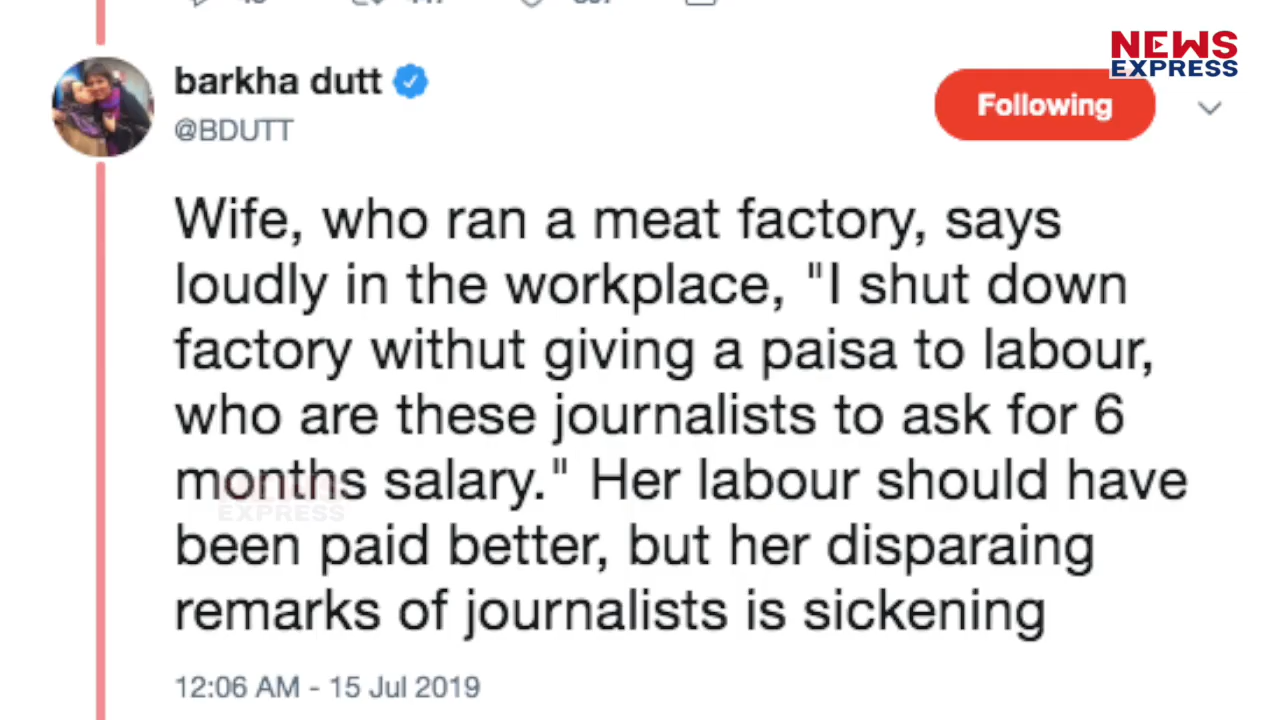 NEWS
EXPRESS
barkha dutt
@BDUTT
Following
Wife, who ran a meat factory, says
loudly in the workplace, "I shut down
factory withut giving a paisa to labour,
who are these journalists to ask for 6
months salary." Her labour should have
EXPRESS
been paid better, but her disparaing
remarks of journalists is sickening
12:06 AM - 15 Jul 2019